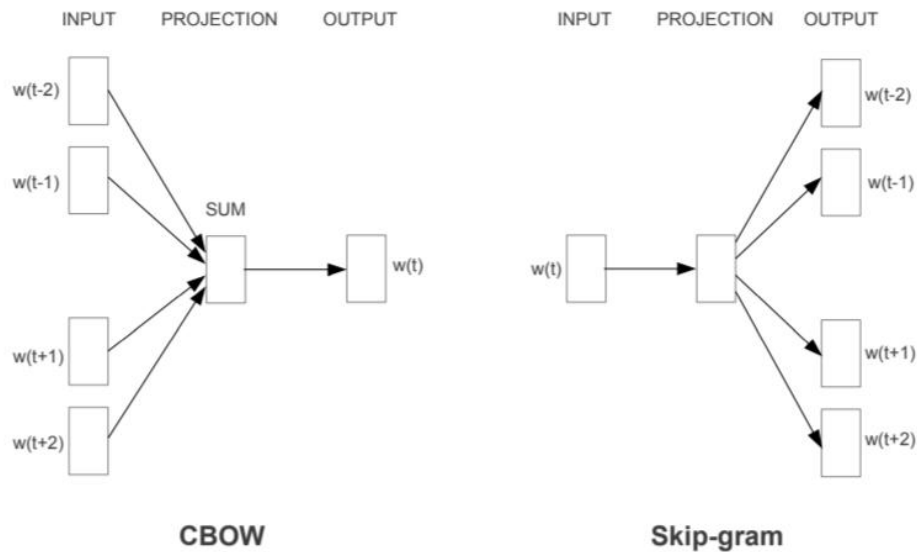 INPUT PROJECTION OUTPUT
w(t-2)
w(t-1)
SUM
w(t)
w(t+1)
w(t+2)
CBOW
INPUT PROJECTION OUTPUT
w(t-2)
w(t-1)
w(t)
w(t+1)
w(t+2)
Skip-gram